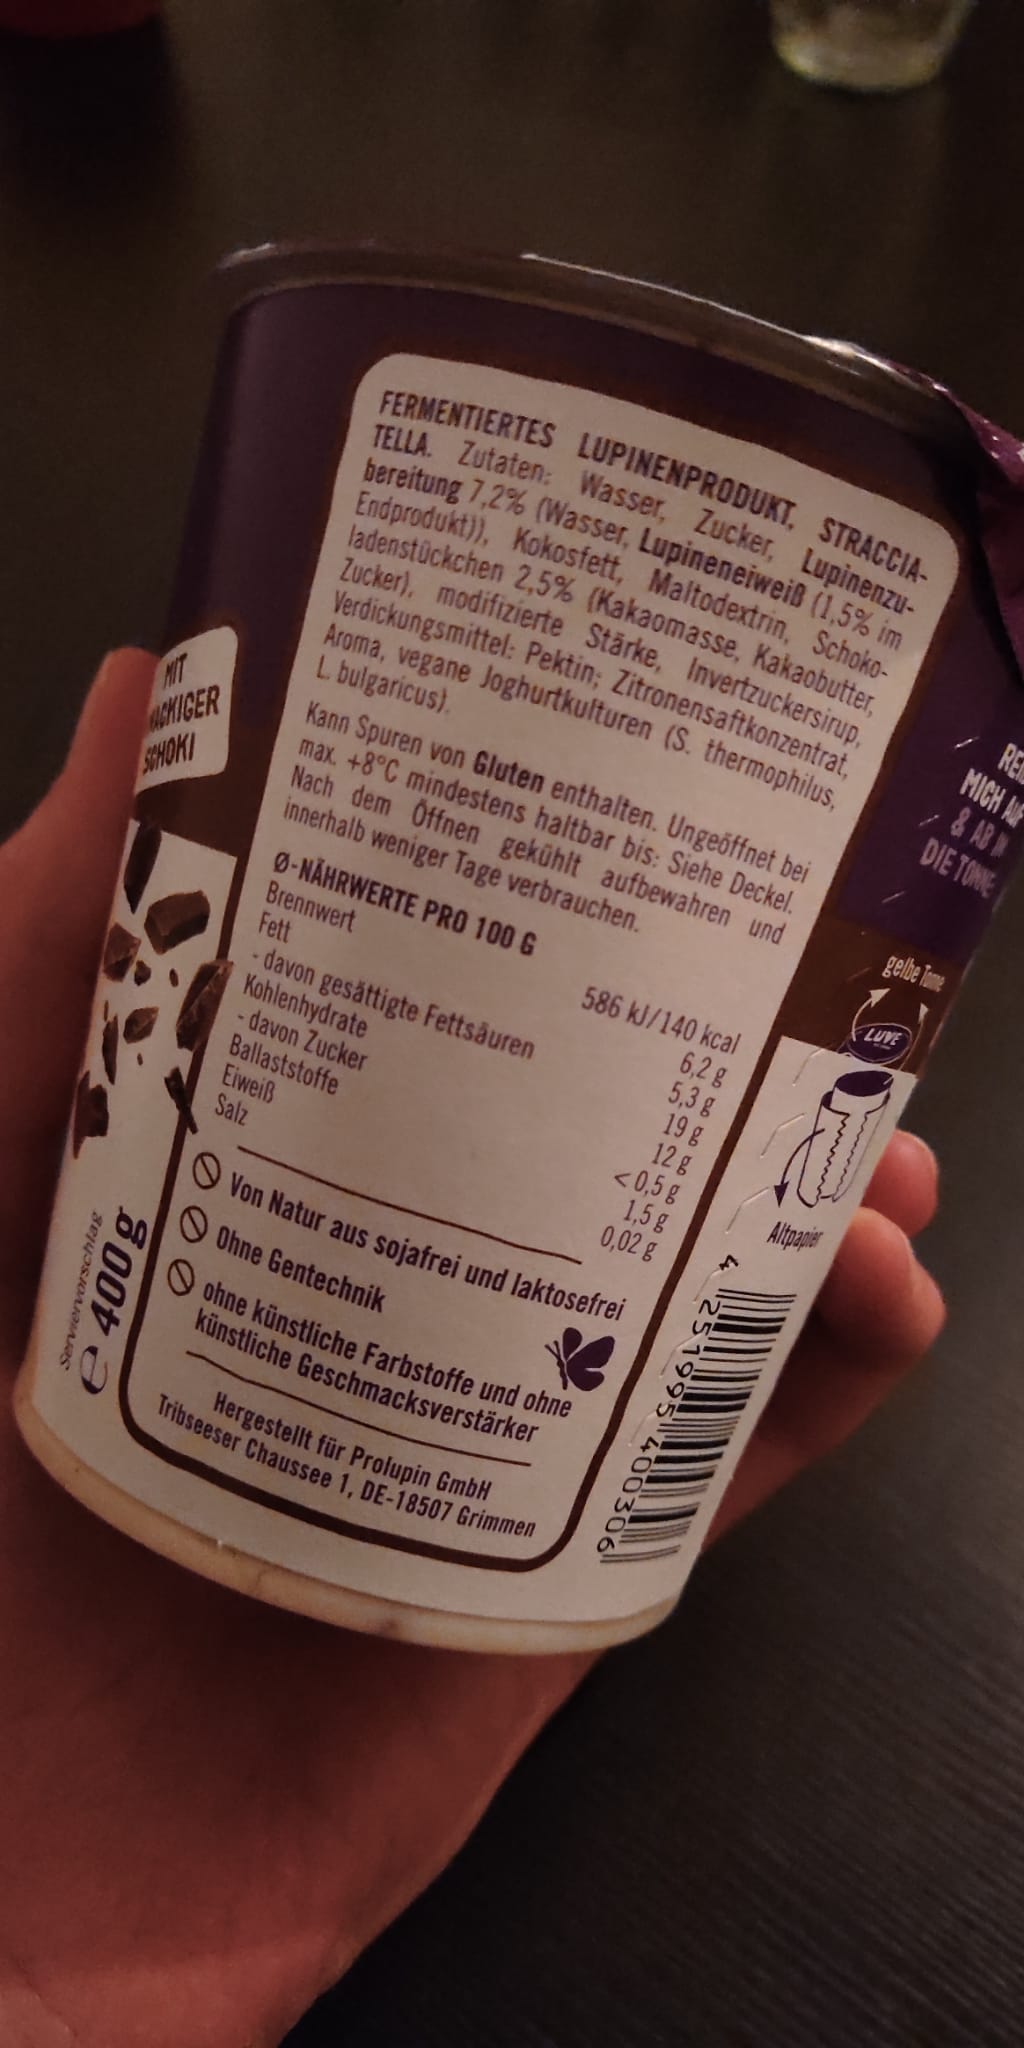 FERMENTIERTES LUPINENPRODUKT, STRACCIA-
TELLA. Zutaten: Wasser, Zucker, Lupinenzu-
bereitung 7,2% (Wasser, Lupineneiweiß (1,5% im
Endprodukt)), Kokosfett, Maltodextrin, Schoko-
ladenstückchen 2,5% (Kakaomasse, Kakaobutter,
Zucker), modifizierte Stärke, Invertzuckersirup,
Verdickungsmittel: Pektin; Zitronensaftkonzentrat,
Aroma, vegane Joghurtkulturen (S. thermophilus,
L. bulgaricus).
Kann Spuren von Gluten enthalten. Ungeöffnet bei
max. +8°C mindestens haltbar bis: Siehe Deckel.
Nach dem Öffnen gekühlt aufbewahren und
innerhalb weniger Tage verbrauchen.
Ø-NÄHRWERTE PRO 100 G
Brennwert 586 kJ/140 kcal
Fett 6,2 g
- davon gesättigte Fettsäuren 5,3 g
Kohlenhydrate 19 g
- davon Zucker 12 g
Ballaststoffe <0,5 g
Eiweiß 1,5 g
Salz 0,02 g
Von Natur aus sojafrei und laktosefrei
Ohne Gentechnik
ohne künstliche Farbstoffe und ohne
künstliche Geschmacksverstärker
Hergestellt für Prolupin GmbH
Tribseeser Chaussee 1, DE-18507 Grimmen
MIT
SCHOKI
Serviervorschlag
e 400g
MICH
& AB
DIE TONNE
gelbe Tonne
LUVE
Altpapier
4 251995 400306